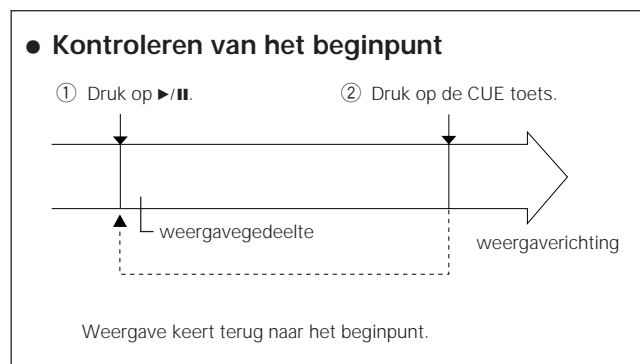 ● Kontroleren van het beginpunt
① Druk op ►/❚❚.
② Druk op de CUE toets.
weergavegedeelte
weergaverichting
Weergave keert terug naar het beginpunt.